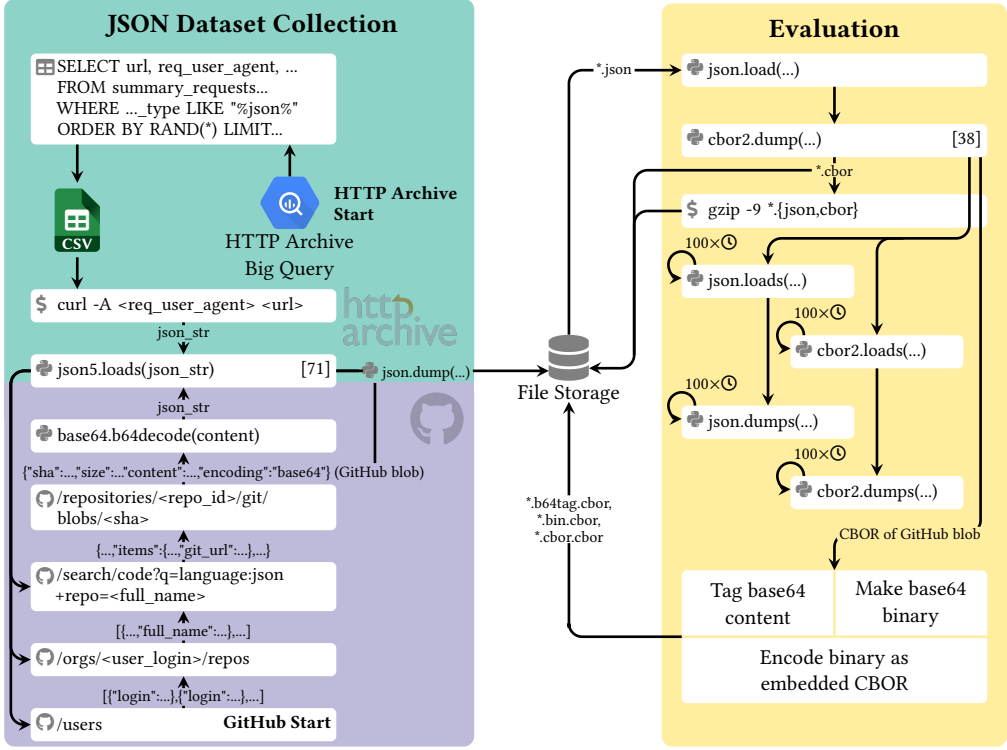 JSON Dataset Collection
SELECT url, req_user_agent, ...
FROM summary_requests...
WHERE ..._type LIKE "%json%"
ORDER BY RAND(*) LIMIT...
CSV
HTTP Archive
Start
HTTP Archive
Big Query
$ curl -A <req_user_agent> <url>
http
archive
json_str
json5.loads(json_str) [71]
json.dump(...)
json_str
base64.b64decode(content)
{"sha":...,"size":..."content":...,"encoding":"base64"} (GitHub blob)
/repositories/<repo_id>/git/
blobs/<sha>
{...,"items":{...,"git_url":...},...}
/search/code?q=language:json
+repo=<full_name>
[{...,"full_name":...},...]
/orgs/<user_login>/repos
[{"login":...},{"login":...},...]
/users GitHub Start
*.json
File Storage
*.b64tag.cbor,
*.bin.cbor,
*.cbor.cbor
Evaluation
json.load(...)
cbor2.dump(...) [38]
*.cbor
$ gzip -9 *.{json,cbor}
100×
json.loads(...)
100×
cbor2.loads(...)
100×
json.dumps(...)
100×
cbor2.dumps(...)
CBOR of GitHub blob
Tag base64
content
Make base64
binary
Encode binary as
embedded CBOR